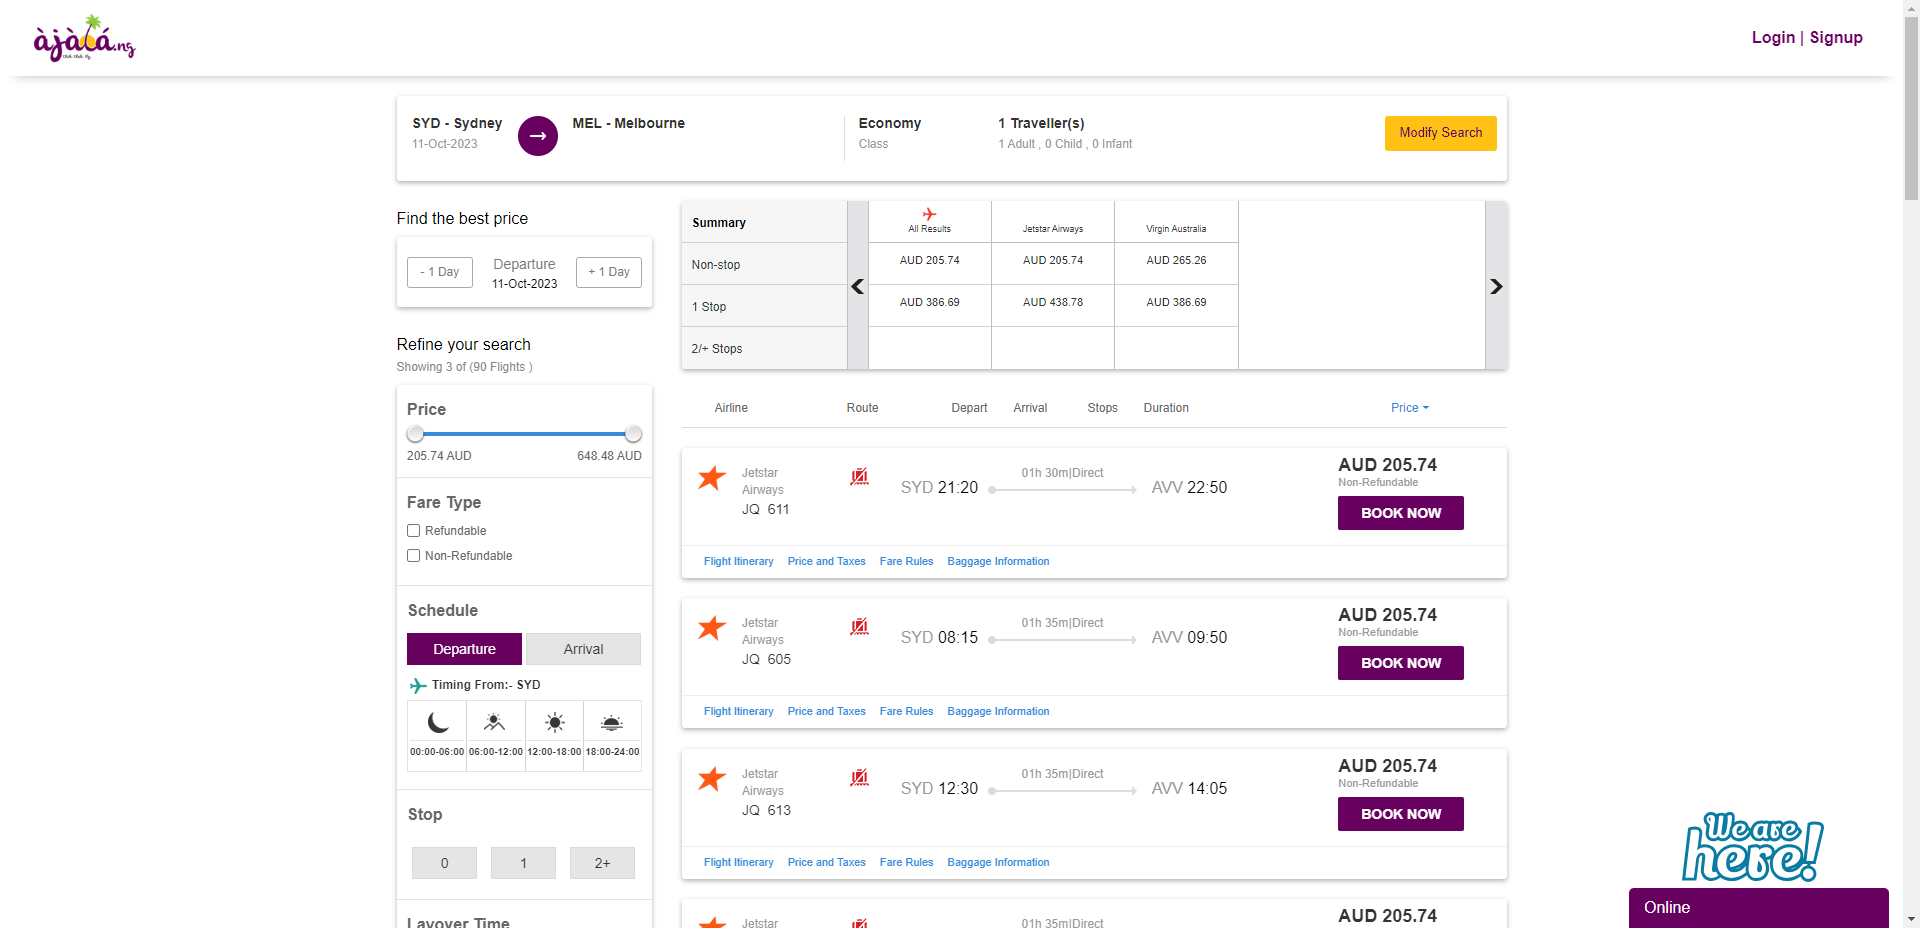 àjàlá.ng
Login | Signup
SYD - Sydney
11-Oct-2023
MEL - Melbourne
Economy
Class
1 Traveller(s)
1 Adult , 0 Child , 0 Infant
Modify Search
Find the best price
- 1 Day
Departure
11-Oct-2023
+ 1 Day
Refine your search
Showing 3 of (90 Flights )
Price
205.74 AUD
648.48 AUD
Fare Type
Refundable
Non-Refundable
Schedule
Departure
Arrival
Timing From:- SYD
00:00-06:00
06:00-12:00
12:00-18:00
18:00-24:00
Stop
0
1
2+
Layover Time
Summary
All Results
Jetstar Airways
Virgin Australia
Non-stop
AUD 205.74
AUD 205.74
AUD 265.26
1 Stop
AUD 386.69
AUD 438.78
AUD 386.69
2/+ Stops
Airline
Route
Depart
Arrival
Stops
Duration
Price
Jetstar
Airways
JQ 611
SYD 21:20
01h 30m|Direct
AVV 22:50
AUD 205.74
Non-Refundable
BOOK NOW
Flight Itinerary
Price and Taxes
Fare Rules
Baggage Information
Jetstar
Airways
JQ 605
SYD 08:15
01h 35m|Direct
AVV 09:50
AUD 205.74
Non-Refundable
BOOK NOW
Flight Itinerary
Price and Taxes
Fare Rules
Baggage Information
Jetstar
Airways
JQ 613
SYD 12:30
01h 35m|Direct
AVV 14:05
AUD 205.74
Non-Refundable
BOOK NOW
Flight Itinerary
Price and Taxes
Fare Rules
Baggage Information
Jetstar
01h 35m|Direct
AUD 205.74
We are
here!
Online